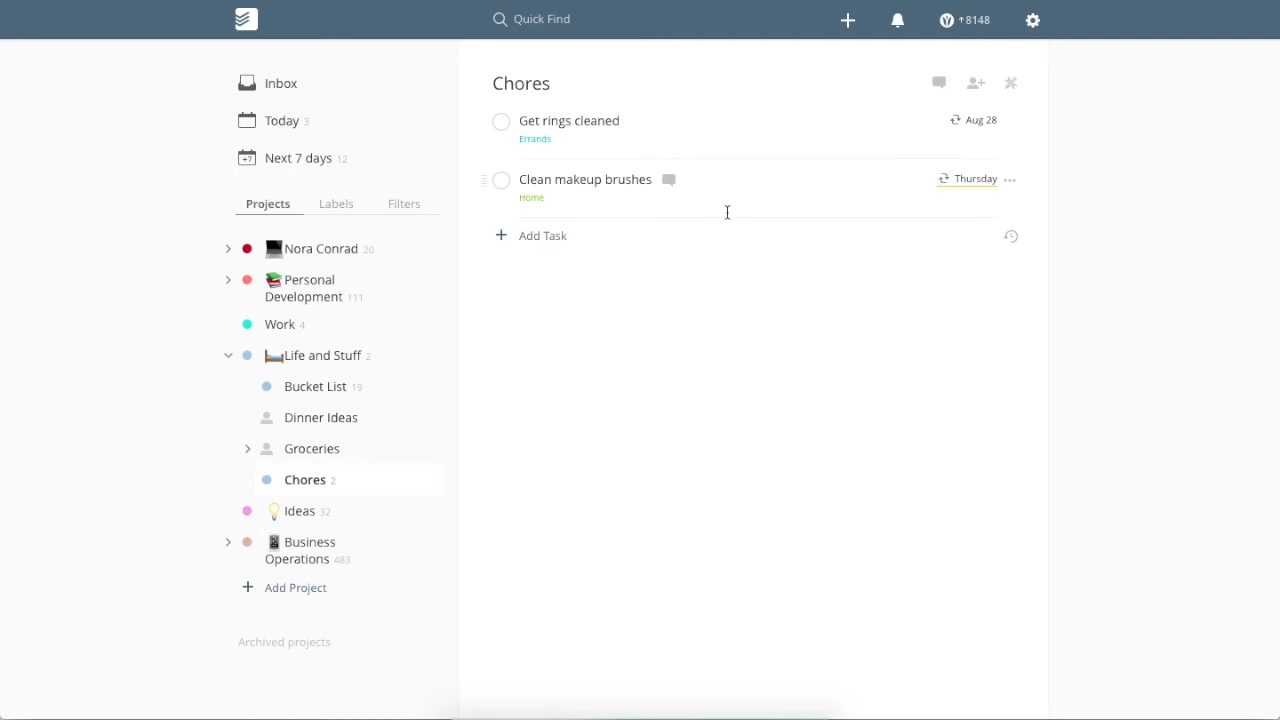 Quick Find
8148
Inbox
Today 3
+7
Next 7 days 12
Projects Labels Filters
Nora Conrad 20
Personal
Development 111
Work 4
Life and Stuff 2
Bucket List 19
Dinner Ideas
Groceries
Chores 2
Ideas 32
Business
Operations 483
+ Add Project
Archived projects
Chores
Get rings cleaned Aug 28
Errands
Clean makeup brushes Thursday
Home
+ Add Task